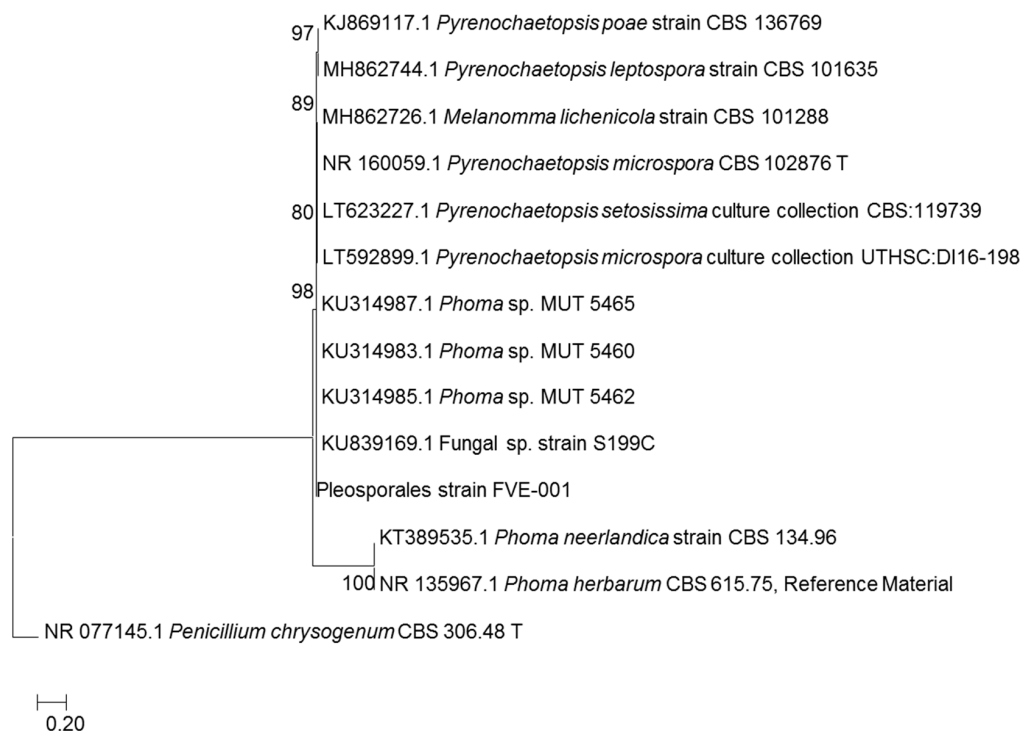 97
KJ869117.1 Pyrenochaetopsis poae strain CBS 136769
MH862744.1 Pyrenochaetopsis leptospora strain CBS 101635
89
MH862726.1 Melanomma lichenicola strain CBS 101288
NR 160059.1 Pyrenochaetopsis microspora CBS 102876 T
80
LT623227.1 Pyrenochaetopsis setosissima culture collection CBS:119739
LT592899.1 Pyrenochaetopsis microspora culture collection UTHSC:DI16-198
98
KU314987.1 Phoma sp. MUT 5465
KU314983.1 Phoma sp. MUT 5460
KU314985.1 Phoma sp. MUT 5462
KU839169.1 Fungal sp. strain S199C
Pleosporales strain FVE-001
KT389535.1 Phoma neerlandica strain CBS 134.96
100 NR 135967.1 Phoma herbarum CBS 615.75, Reference Material
NR 077145.1 Penicillium chrysogenum CBS 306.48 T
0.20